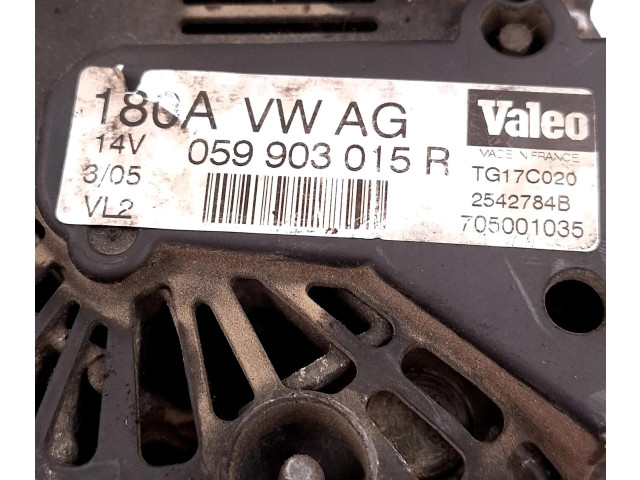 180A VW AG
14V 059 903 015 R
3/05
VL2
Valeo
MADE IN FRANCE
TG17C020
2542784B
705001035